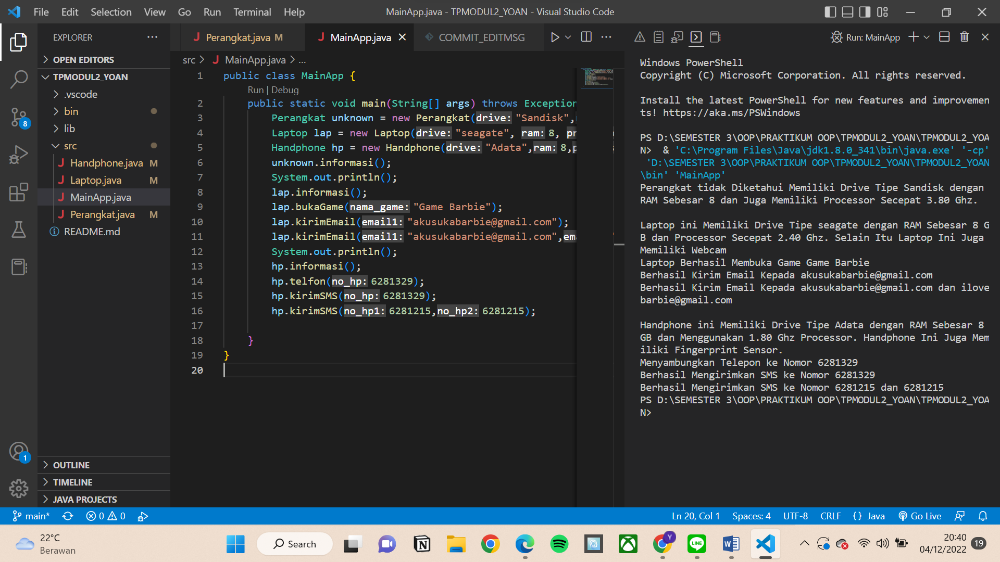 File Edit Selection View Go Run Terminal Help
MainApp.java - TPMODUL2_YOAN - Visual Studio Code
EXPLORER
OPEN EDITORS
TPMODUL2_YOAN
.vscode
bin
lib
src
Handphone.java M
Laptop.java M
MainApp.java
Perangkat.java M
README.md
OUTLINE
TIMELINE
JAVA PROJECTS
8
1
Perangkat.java M
MainApp.java
COMMIT_EDITMSG
src > MainApp.java > ...
1 public class MainApp {
Run | Debug
2 public static void main(String[] args) throws Exception
3 Perangkat unknown = new Perangkat(drive: "Sandisk",
4 Laptop lap = new Laptop(drive: "seagate", ram: 8, pr
5 Handphone hp = new Handphone(drive: "Adata",ram: 8,p
6 unknown.informasi();
7 System.out.println();
8 lap.informasi();
9 lap.bukaGame(nama_game: "Game Barbie");
10 lap.kirimEmail(email1: "akusukabarbie@gmail.com");
11 lap.kirimEmail(email1: "akusukabarbie@gmail.com",ema
12 System.out.println();
13 hp.informasi();
14 hp.telfon(no_hp: 6281329);
15 hp.kirimSMS(no_hp: 6281329);
16 hp.kirimSMS(no_hp1: 6281215,no_hp2: 6281215);
17
18 }
19 }
20
Run: MainApp
Windows PowerShell
Copyright (C) Microsoft Corporation. All rights reserved.
Install the latest PowerShell for new features and improvemen
ts! https://aka.ms/PSWindows
PS D:\SEMESTER 3\OOP\PRAKTIKUM OOP\TPMODUL2_YOAN\TPMODUL2_YOA
N> & 'C:\Program Files\Java\jdk1.8.0_341\bin\java.exe' '-cp'
'D:\SEMESTER 3\OOP\PRAKTIKUM OOP\TPMODUL2_YOAN\TPMODUL2_YOAN
\bin' 'MainApp'
Perangkat tidak Diketahui Memiliki Drive Tipe Sandisk dengan
RAM Sebesar 8 dan Juga Memiliki Processor Secepat 3.80 Ghz.
Laptop ini Memiliki Drive Tipe seagate dengan RAM Sebesar 8 G
B dan Processor Secepat 2.40 Ghz. Selain Itu Laptop Ini Juga
Memiliki Webcam
Laptop Berhasil Membuka Game Game Barbie
Berhasil Kirim Email Kepada akusukabarbie@gmail.com
Berhasil Kirim Email Kepada akusukabarbie@gmail.com dan ilove
barbie@gmail.com
Handphone ini Memiliki Drive Tipe Adata dengan RAM Sebesar 8
GB dan Menggunakan 1.80 Ghz Processor. Handphone Ini Juga Mem
iliki Fingerprint Sensor.
Menyambungkan Telepon ke Nomor 6281329
Berhasil Mengirimkan SMS ke Nomor 6281329
Berhasil Mengirimkan SMS ke Nomor 6281215 dan 6281215
PS D:\SEMESTER 3\OOP\PRAKTIKUM OOP\TPMODUL2_YOAN\TPMODUL2_YOA
N>
main* 0 0
Ln 20, Col 1 Spaces: 4 UTF-8 CRLF {} Java Go Live
22°C
Berawan
Search
Y
LINE
20:40
04/12/2022
19